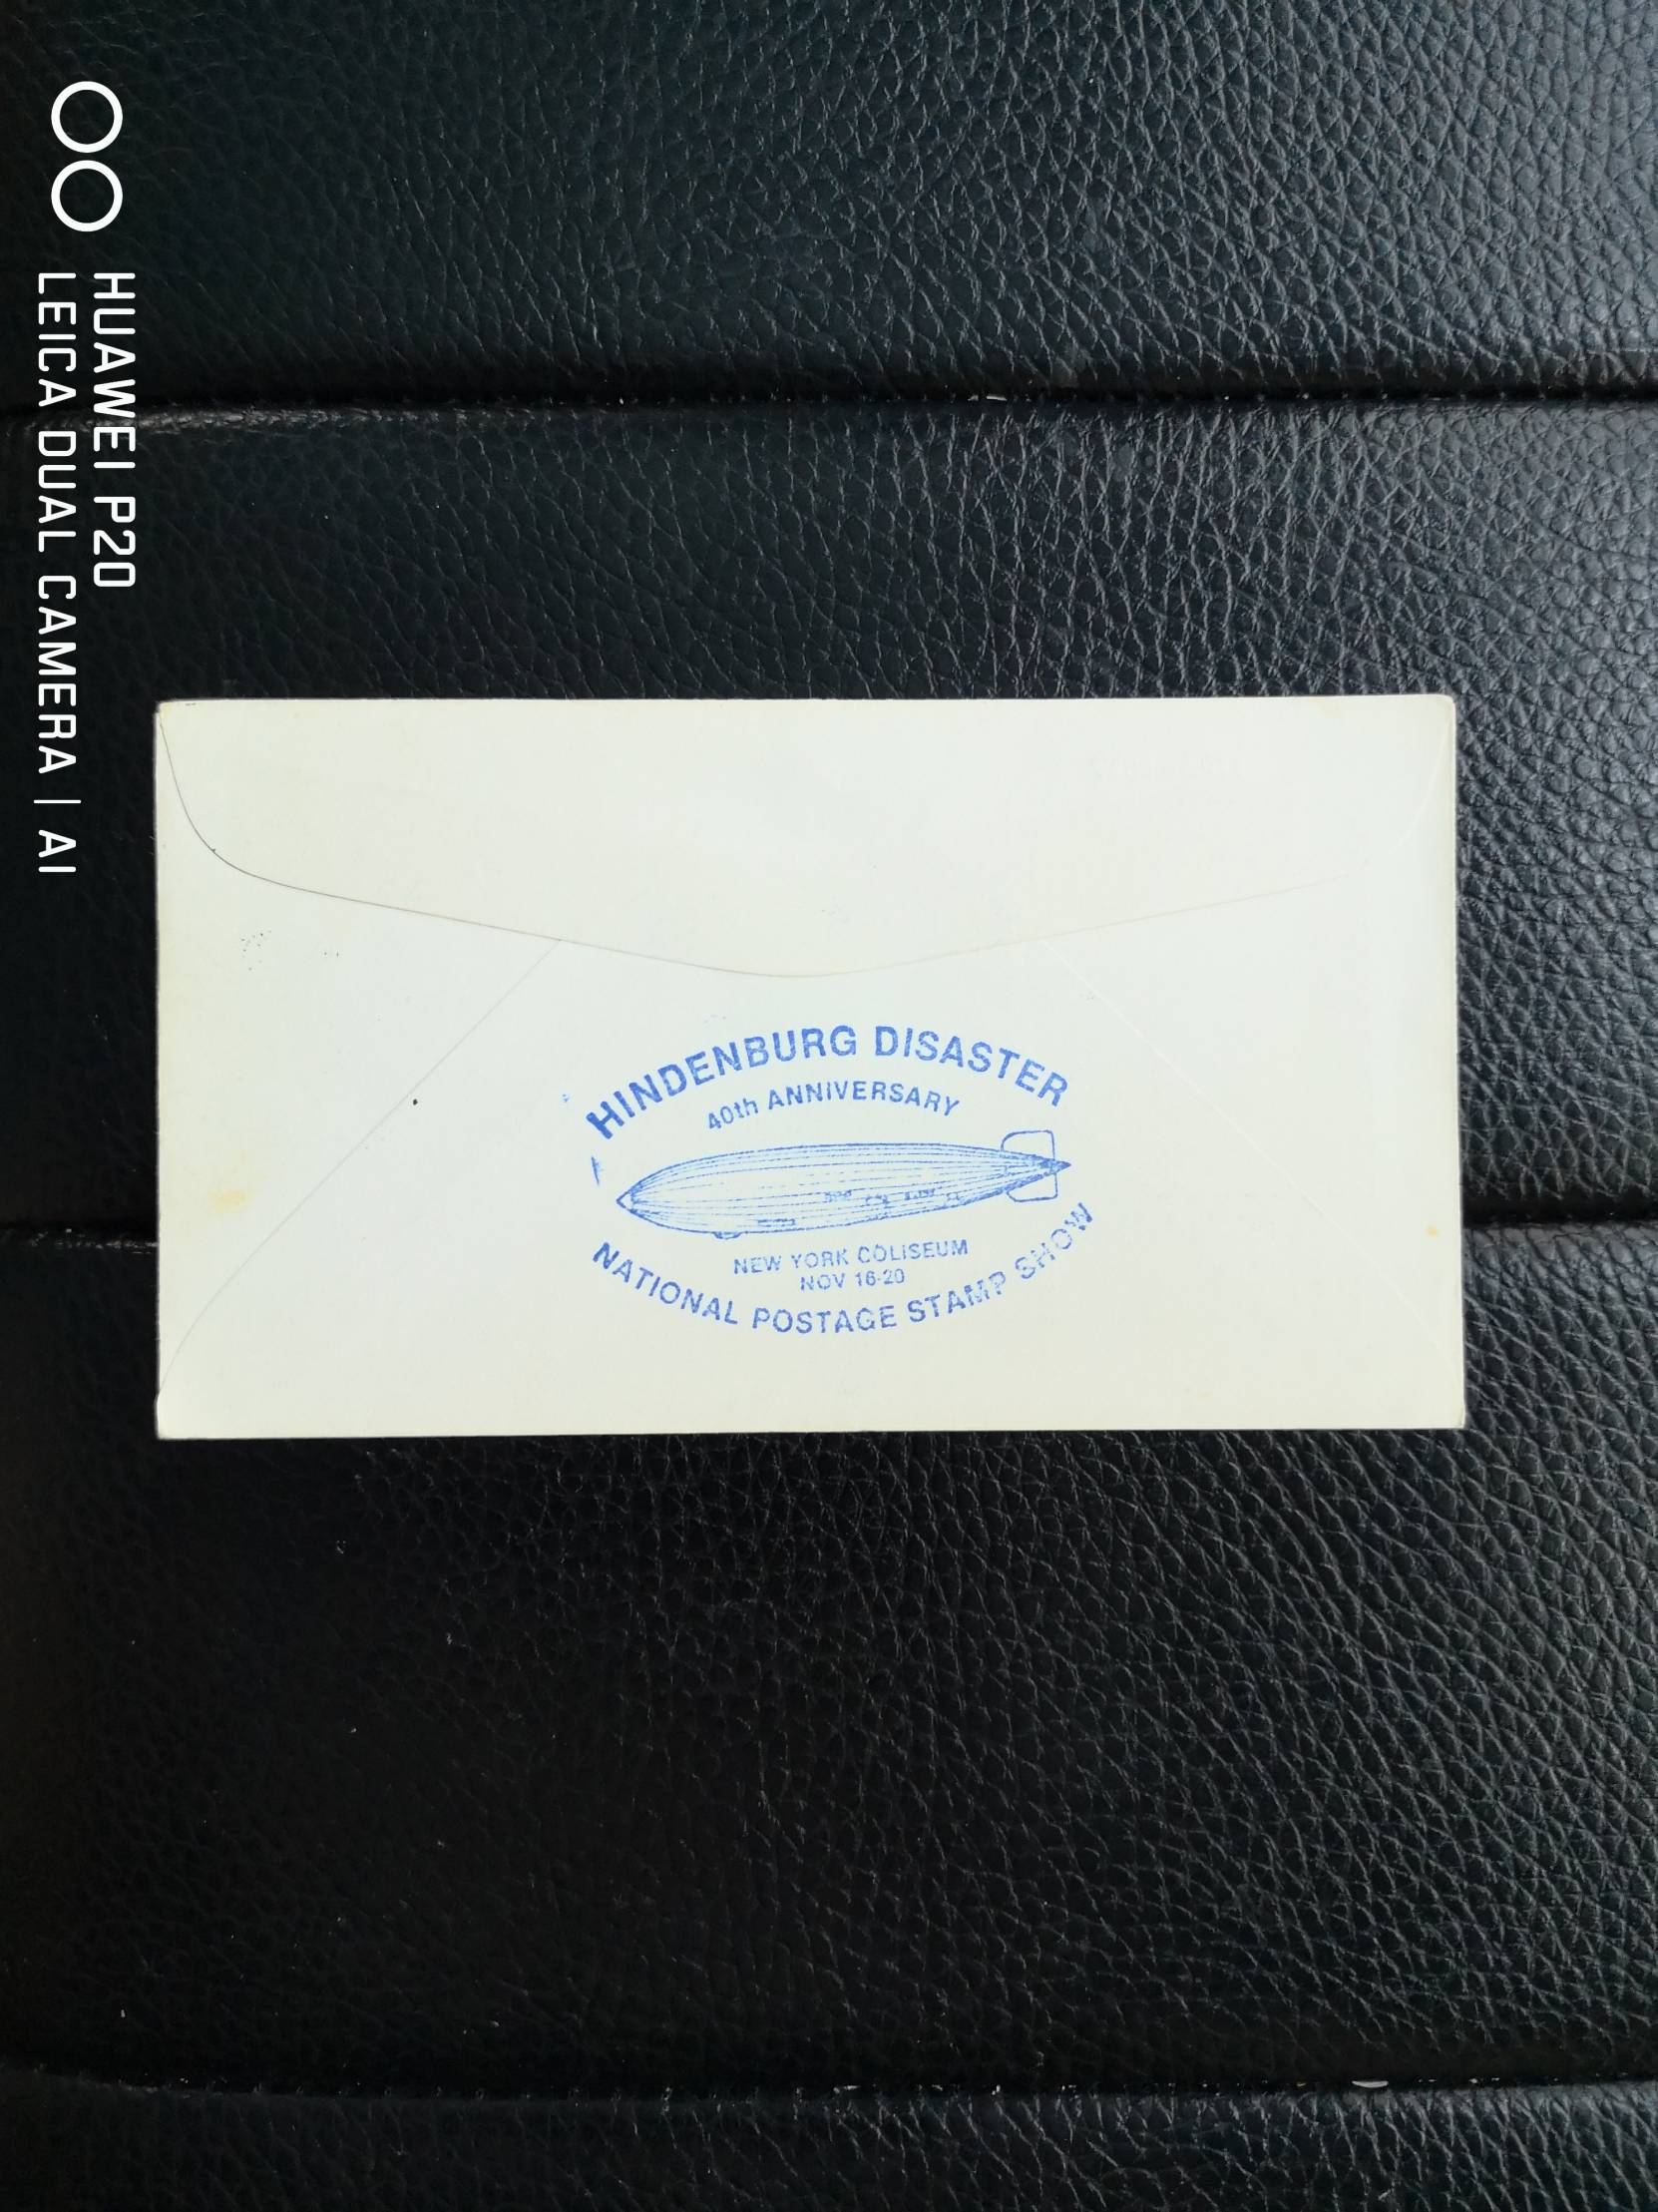 HUAWEI P20
LEICA DUAL CAMERA | AI
HINDENBURG DISASTER
40th ANNIVERSARY
NEW YORK COLISEUM
NOV 16-20
NATIONAL POSTAGE STAMP SHOW